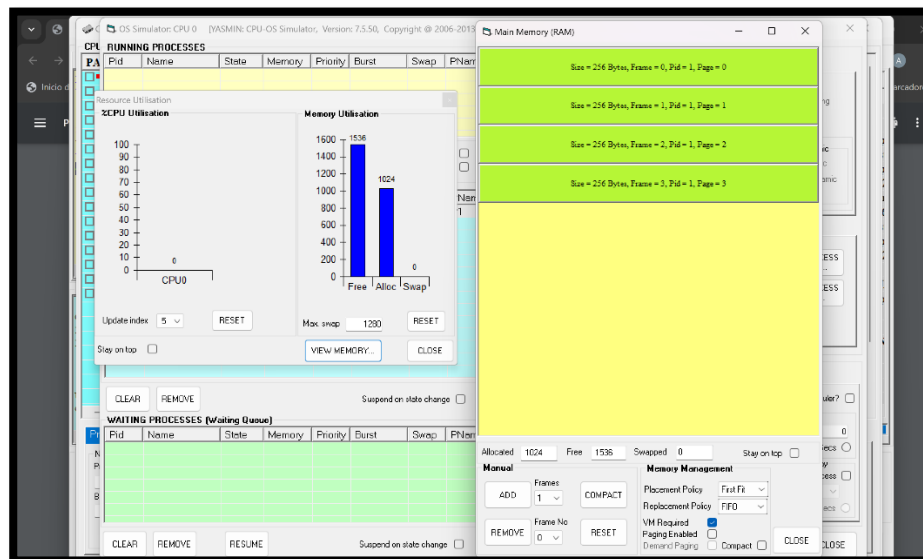 OS Simulator: CPU 0 [YASMIN: CPU-OS Simulator, Version: 7.5.50, Copyright @ 2006-2013
CPU
RUNNING PROCESSES
Pid Name State Memory Priority Burst Swap PNam
Inicio d
Resource Utilisation
%CPU Utilisation
100
90
80
70
60
50
40
30
20
10
0
0
CPU0
Update index 5 RESET
Stay on top
Memory Utilisation
1600
1400
1200
1000
800
600
400
200
0
1536
1024
0
Free Alloc Swap
Max. swap 1280 RESET
VIEW MEMORY... CLOSE
CLEAR REMOVE Suspend on state change
WAITING PROCESSES (Waiting Queue)
Pid Name State Memory Priority Burst Swap PNam
CLEAR REMOVE RESUME Suspend on state change
Main Memory (RAM)
Size = 256 Bytes, Frame = 0, Pid = 1, Page = 0
Size = 256 Bytes, Frame = 1, Pid = 1, Page = 1
Size = 256 Bytes, Frame = 2, Pid = 1, Page = 2
Size = 256 Bytes, Frame = 3, Pid = 1, Page = 3
Allocated 1024 Free 1536 Swapped 0 Stay on top
Manual
Frames
ADD 1 COMPACT
Frame No
REMOVE 0 RESET
Memory Management
Placement Policy First Fit
Replacement Policy FIFO
VM Required
Paging Enabled
Demand Paging Compact
CLOSE
CLOSE